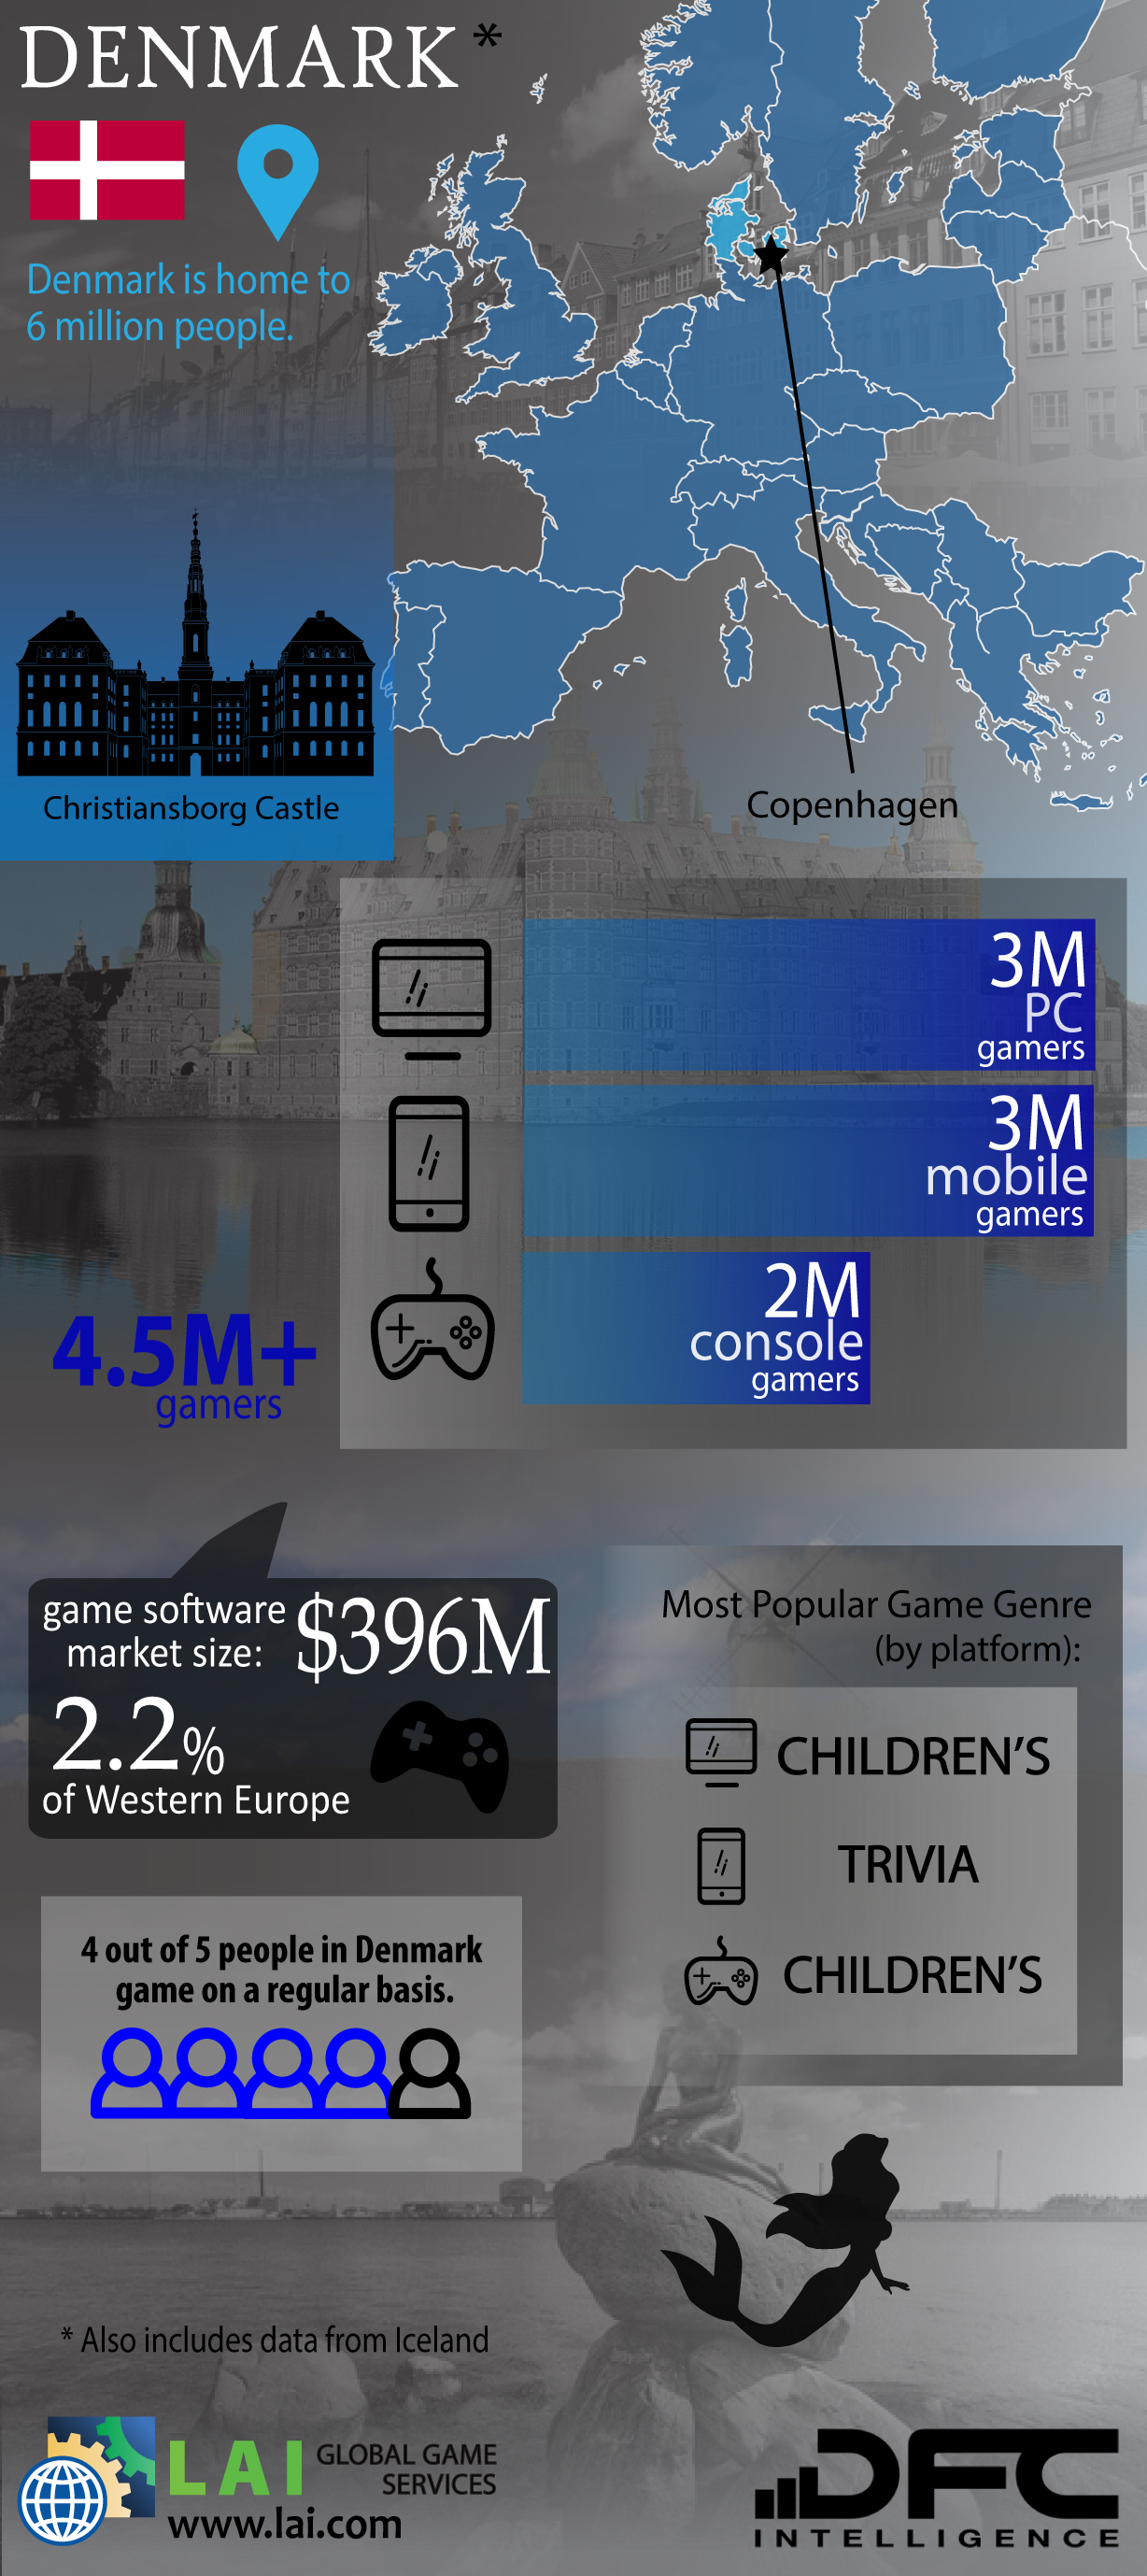 DENMARK *
Denmark is home to
6 million people.
Christiansborg Castle
Copenhagen
3M
PC
gamers
3M
mobile
gamers
2M
console
gamers
4.5M+
gamers
game software
market size:
$396M
2.2%
of Western Europe
Most Popular Game Genre
(by platform):
CHILDREN'S
TRIVIA
CHILDREN'S
4 out of 5 people in Denmark
game on a regular basis.
* Also includes data from Iceland
LAI
GLOBAL GAME
SERVICES
www.lai.com
DFC
INTELLIGENCE